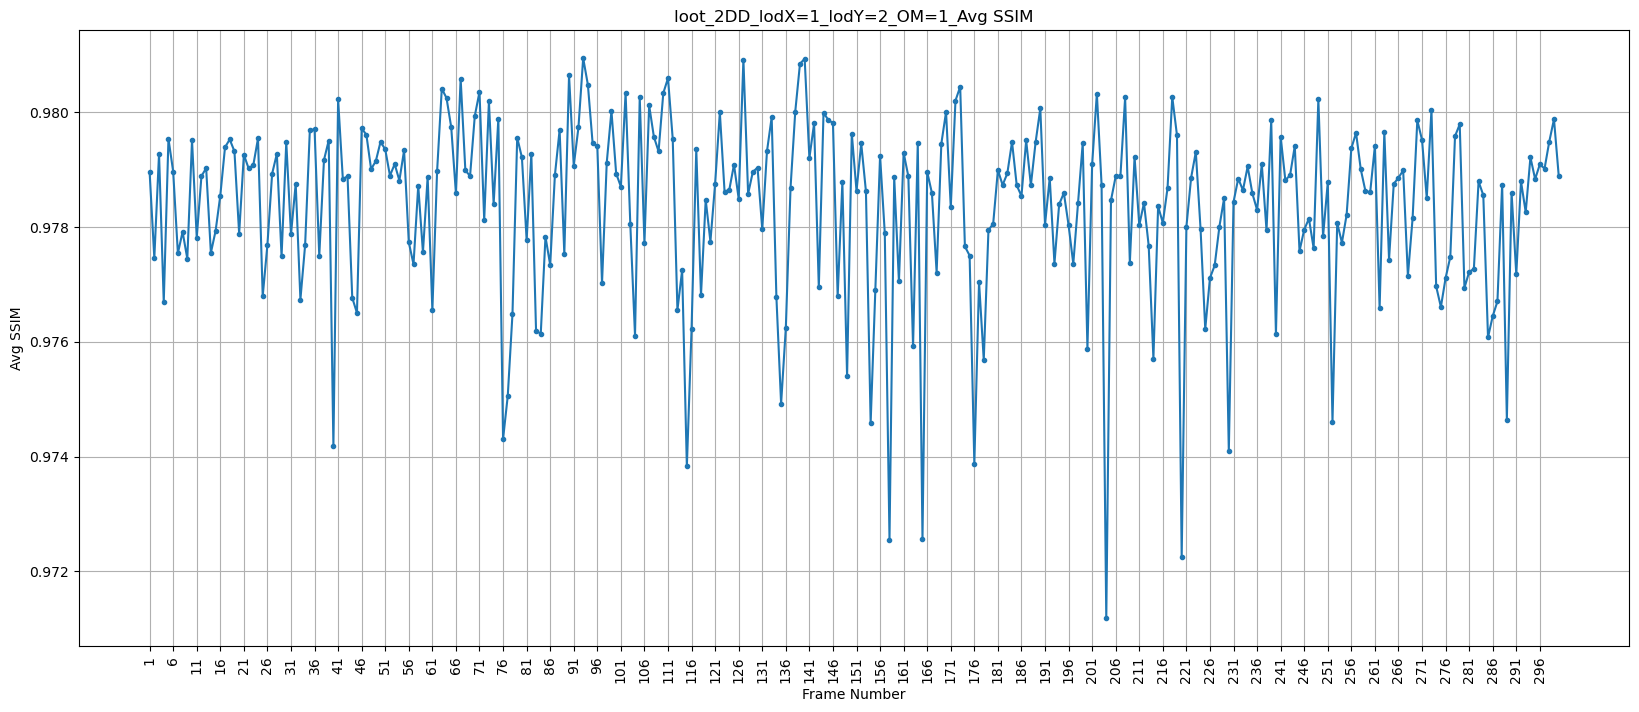 loot_2DD_lodX=1_lodY=2_OM=1_Avg SSIM
Avg SSIM
0.980
0.978
0.976
0.974
0.972
1 6 11 16 21 26 31 36 41 46 51 56 61 66 71 76 81 86 91 96 101 106 111 116 121 126 131 136 141 146 151 156 161 166 171 176 181 186 191 196 201 206 211 216 221 226 231 236 241 246 251 256 261 266 271 276 281 286 291 296
Frame Number